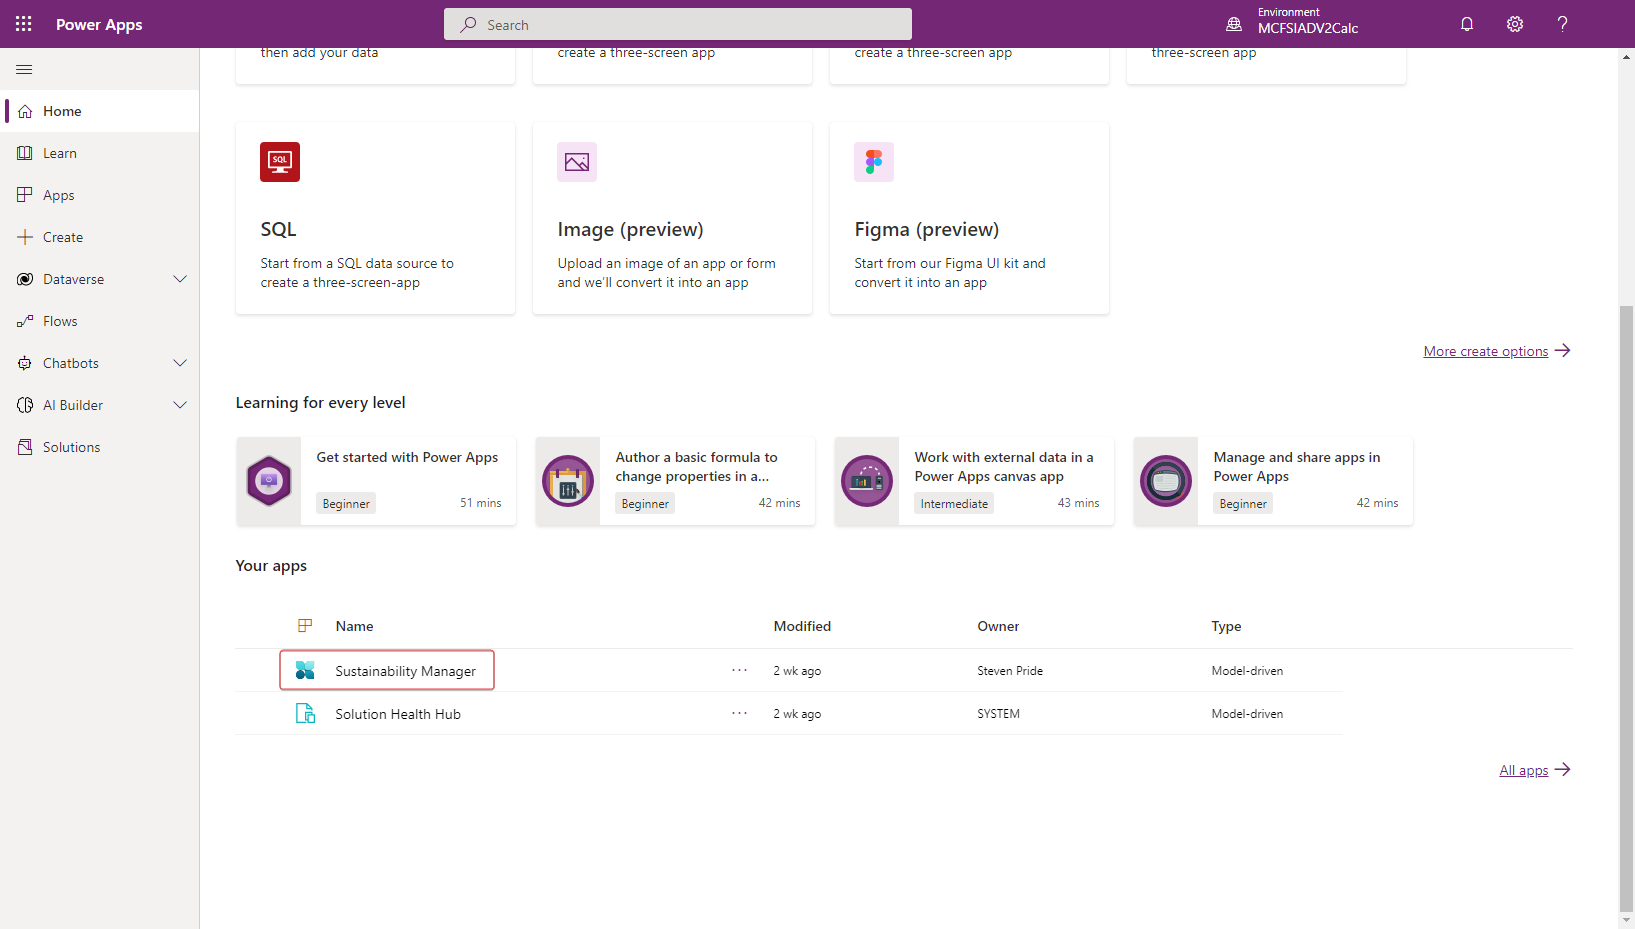 Power Apps
Search
Environment
MCFSIADV2Calc
Home
Learn
Apps
Create
Dataverse
Flows
Chatbots
AI Builder
Solutions
then add your data
create a three-screen app
create a three-screen app
three-screen app
SQL
SQL
Start from a SQL data source to
create a three-screen-app
Image (preview)
Upload an image of an app or form
and we’ll convert it into an app
Figma (preview)
Start from our Figma UI kit and
convert it into an app
More create options
Learning for every level
Get started with Power Apps
Beginner 51 mins
Author a basic formula to
change properties in a...
Beginner 42 mins
Work with external data in a
Power Apps canvas app
Intermediate 43 mins
Manage and share apps in
Power Apps
Beginner 42 mins
Your apps
Name Modified Owner Type
Sustainability Manager ··· 2 wk ago Steven Pride Model-driven
Solution Health Hub ··· 2 wk ago SYSTEM Model-driven
All apps